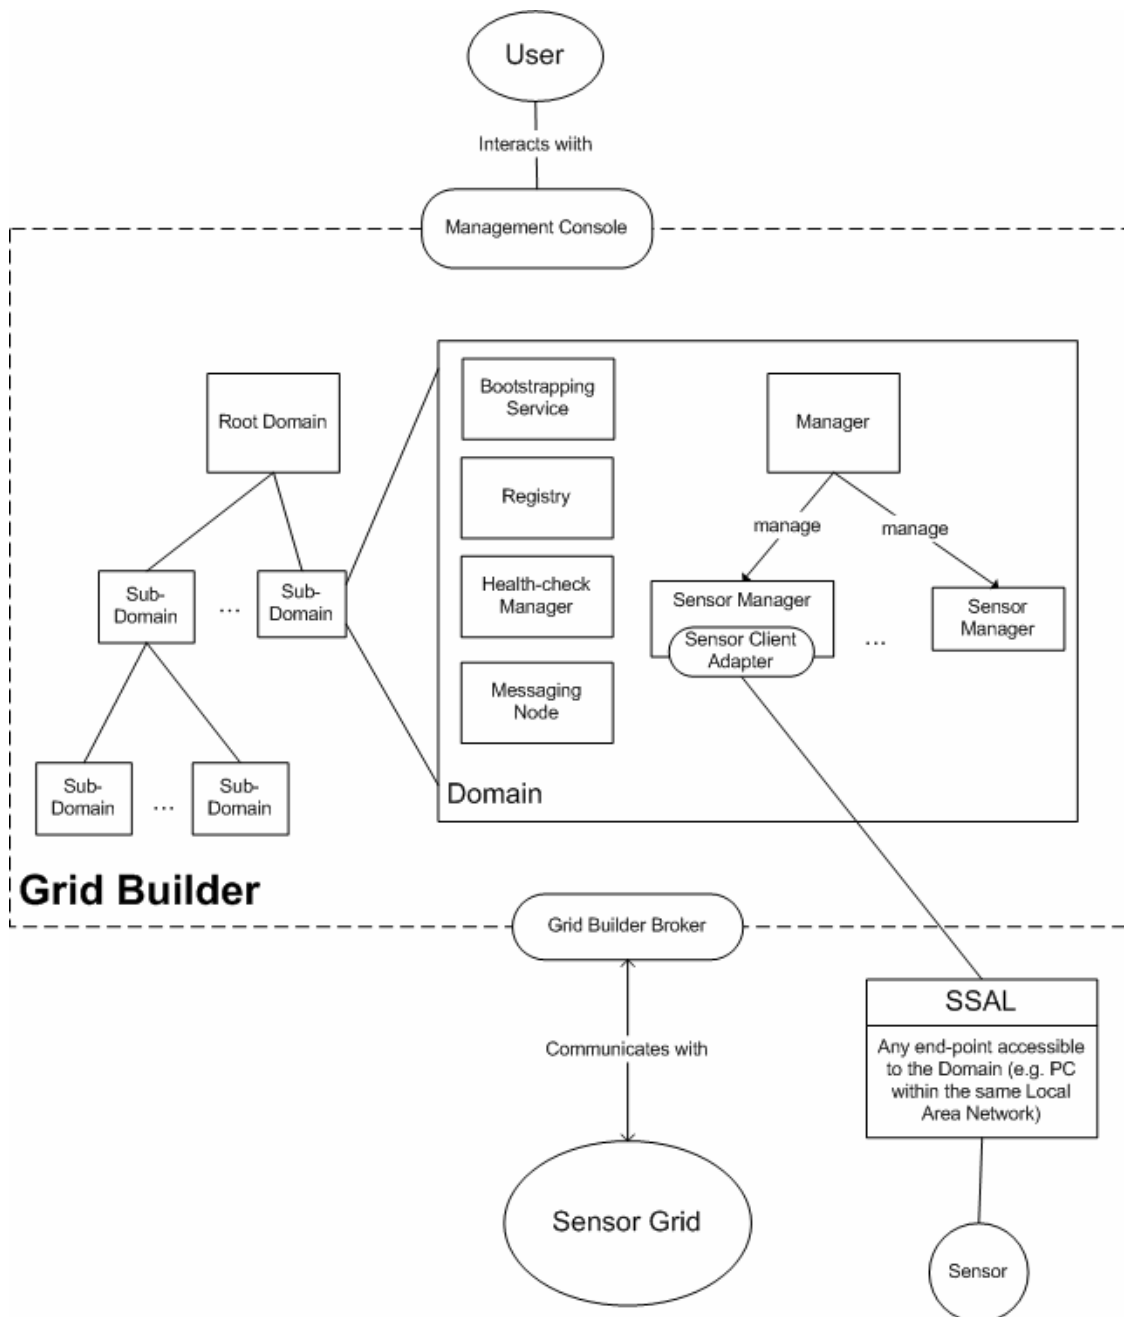 User
Interacts wiith
Management Console
Bootstrapping
Service
Root Domain
Manager
Registry
manage
manage
Sub-
Domain
...
Sub-
Domain
Health-check
Manager
Sensor Manager
Sensor Client
Adapter
...
Sensor
Manager
Messaging
Node
Sub-
Domain
...
Sub-
Domain
Domain
Grid Builder
Grid Builder Broker
SSAL
Any end-point accessible
to the Domain (e.g. PC
within the same Local
Area Network)
Communicates with
Sensor Grid
Sensor